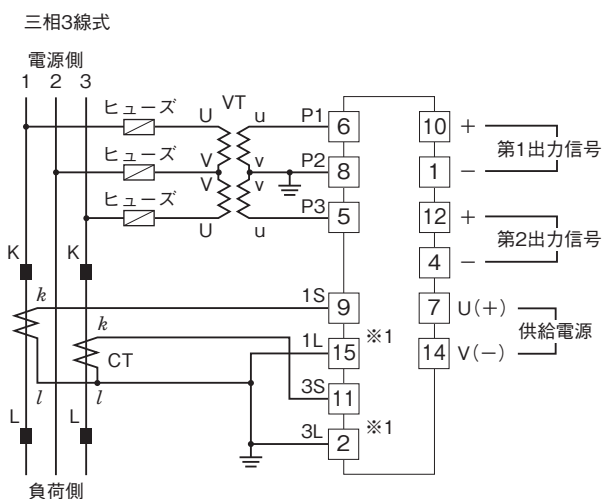 三相3線式
電源側
1 2 3
ヒューズ
VT
U
u
P1
6
10
+
第1出力信号
ヒューズ
V
v
P2
8
1
−
V
v
ヒューズ
U
u
P3
5
12
+
第2出力信号
4
−
K
K
k
1S
9
7
U(+)
供給電源
※1
k
1L
15
14
V(−)
CT
l
l
3S
11
※1
L
L
3L
2
負荷側